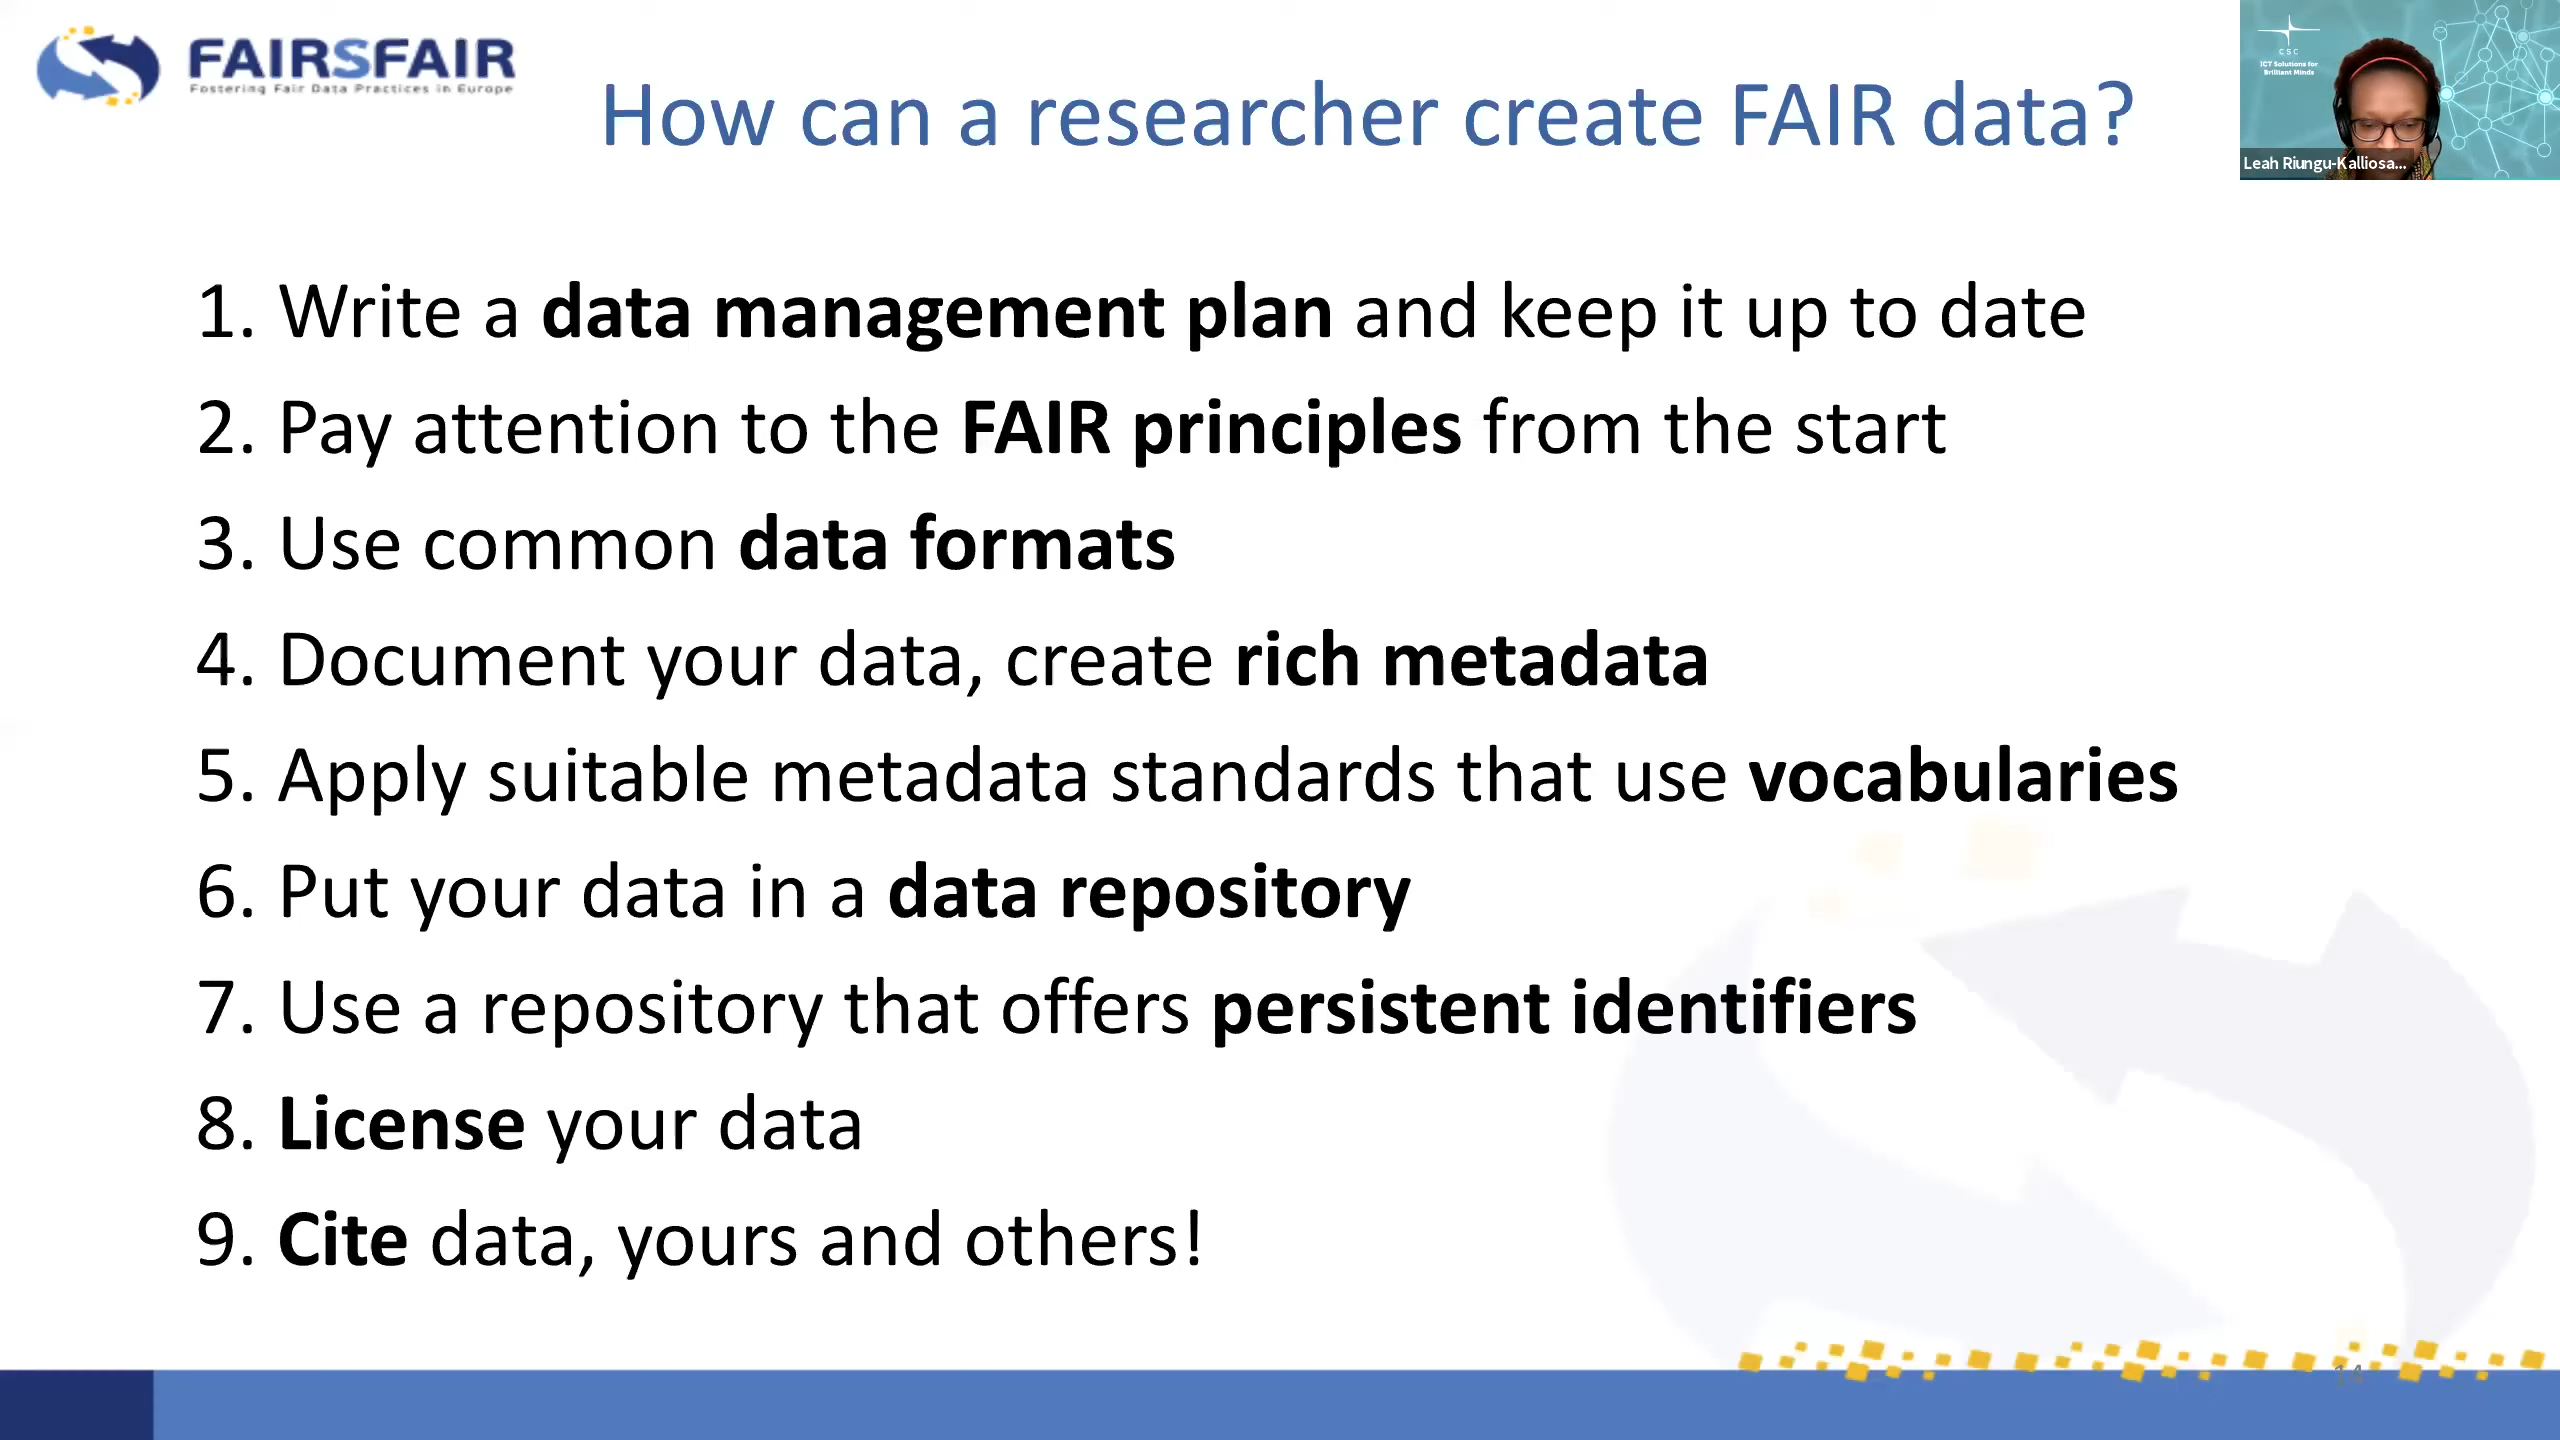 FAIRSFAIR
Fostering Fair Data Practices in Europe
How can a researcher create FAIR data?
CSC
ICT Solutions for
Brilliant Minds
Leah Riungu-Kalliosa...
1. Write a data management plan and keep it up to date
2. Pay attention to the FAIR principles from the start
3. Use common data formats
4. Document your data, create rich metadata
5. Apply suitable metadata standards that use vocabularies
6. Put your data in a data repository
7. Use a repository that offers persistent identifiers
8. License your data
9. Cite data, yours and others!
14